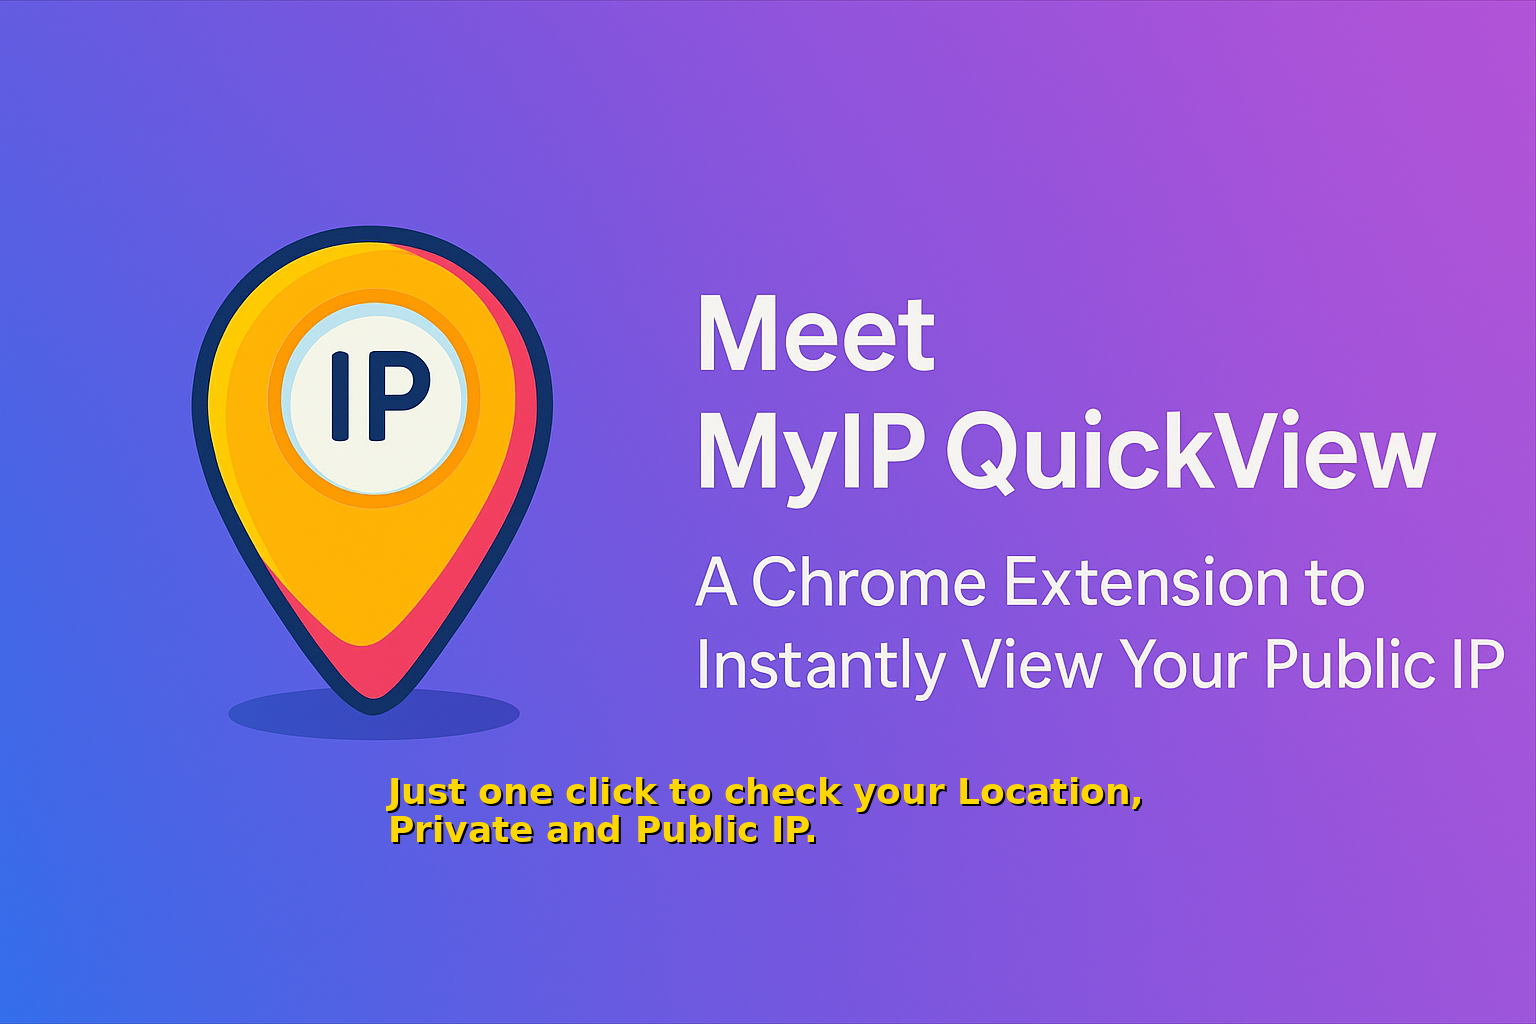 IP
Meet
MyIP QuickView
A Chrome Extension to
Instantly View Your Public IP
Just one click to check your Location,
Private and Public IP.